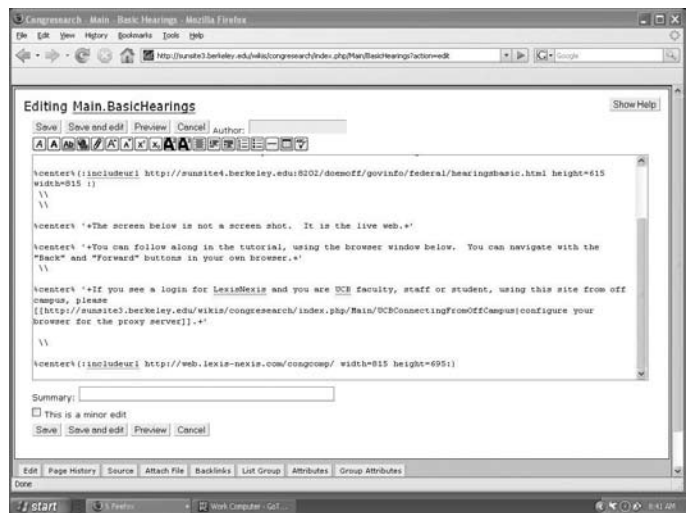 Congresearch - Main - Basic Hearings - Mozilla Firefox
File Edit View History Bookmarks Tools Help
http://sunsite3.berkeley.edu/wikis/congresearch/index.php/Main/BasicHearings?action=edit
Google
Editing Main.BasicHearings
Show Help
Save Save and edit Preview Cancel Author:
%center%(:includeurl http://sunsite4.berkeley.edu:8202/doemoff/govinfo/federal/hearingsbasic.html height=615
width=815 :)
\\
\\
%center% '+The screen below is not a screen shot. It is the live web.+'
%center% '+You can follow along in the tutorial, using the browser window below. You can navigate with the
"Back" and "Forward" buttons in your own browser.+'
\\
%center% '+If you see a login for LexisNexis and you are UCB faculty, staff or student, using this site from off
campus, please
[[http://sunsite3.berkeley.edu/wikis/congresearch/index.php/Main/UCBConnectingFromOffCampus|configure your
browser for the proxy server]].+'
\\
%center%(:includeurl http://web.lexis-nexis.com/congcomp/ width=815 height=695:)
Summary:
This is a minor edit
Save Save and edit Preview Cancel
Edit Page History Source Attach File Backlinks List Group Attributes Group Attributes
Done
start 5 Firefox Work Computer - GoT... 8:41 AM